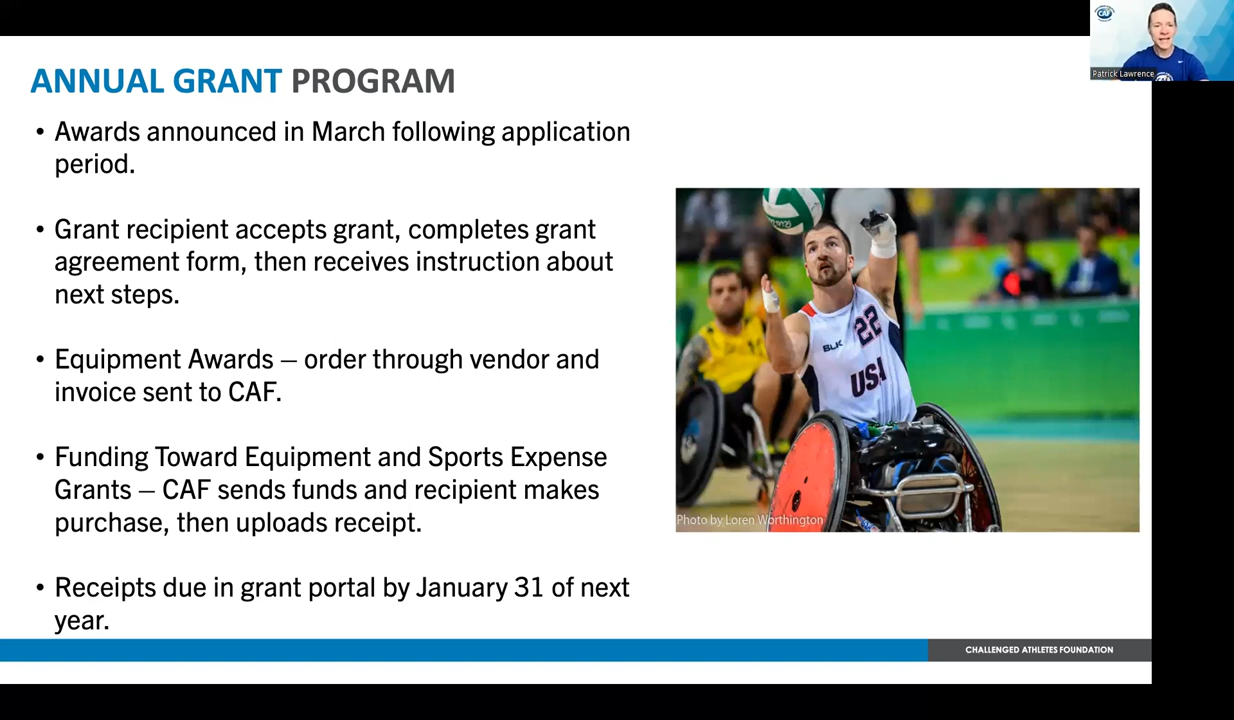 CAF
Patrick Lawrence
ANNUAL GRANT PROGRAM
• Awards announced in March following application
period.
• Grant recipient accepts grant, completes grant
agreement form, then receives instruction about
next steps.
• Equipment Awards – order through vendor and
invoice sent to CAF.
• Funding Toward Equipment and Sports Expense
Grants – CAF sends funds and recipient makes
purchase, then uploads receipt.
• Receipts due in grant portal by January 31 of next
year.
22
BLK
USA
Photo by Loren Worthington
CHALLENGED ATHLETES FOUNDATION